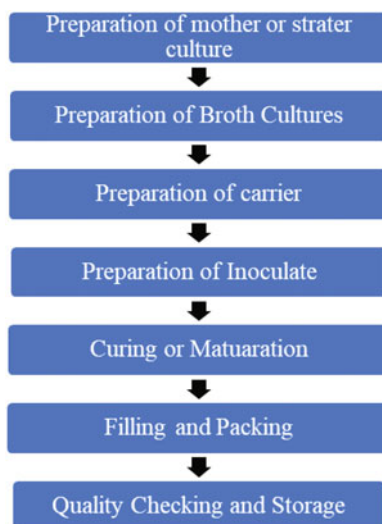 Preparation of mother or strater
culture
Preparation of Broth Cultures
Preparation of carrier
Preparation of Inoculate
Curing or Matuaration
Filling and Packing
Quality Checking and Storage